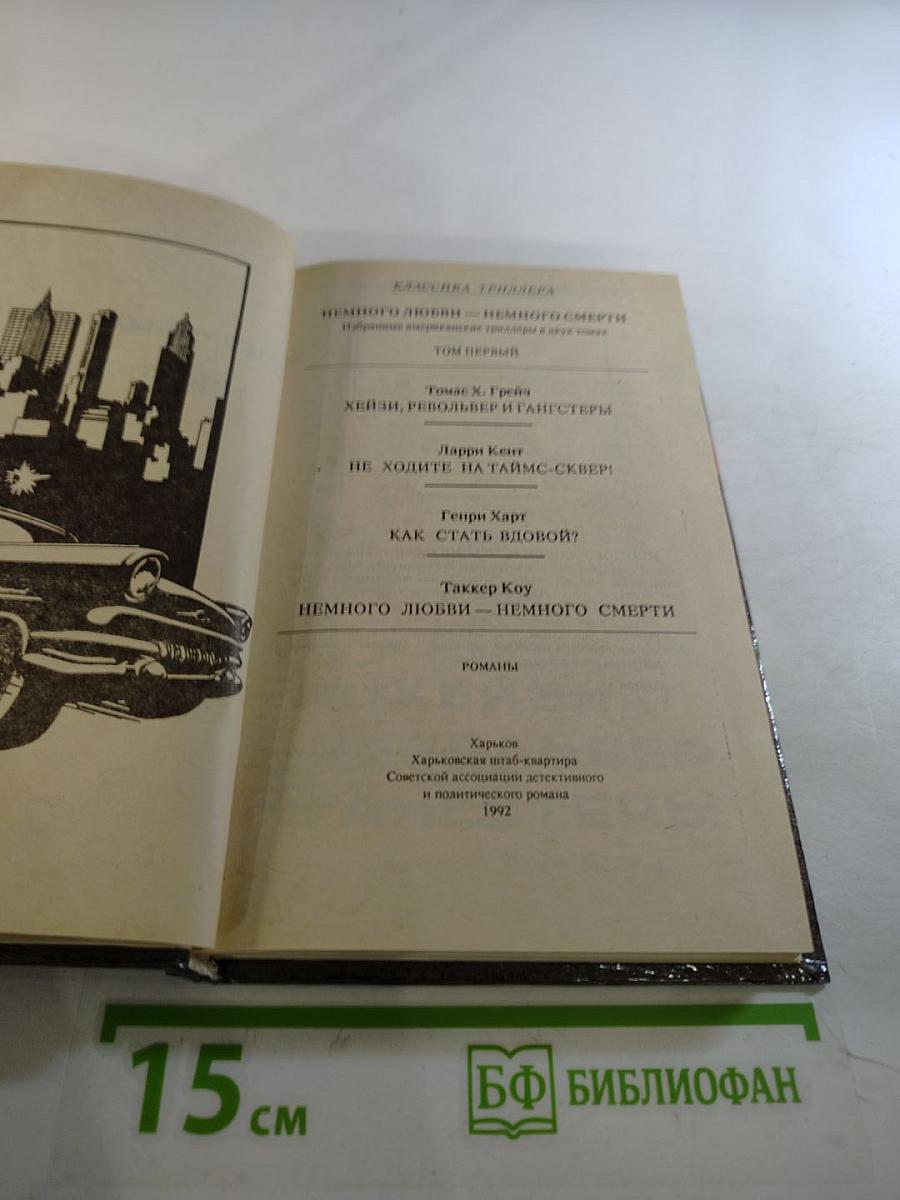 КЛАССИКА ТРИЛЛЕРА
НЕМНОГО ЛЮБВИ — НЕМНОГО СМЕРТИ
Избранные американские триллеры в двух томах
ТОМ ПЕРВЫЙ
Томас Х. Грейч
ХЕЙЗИ, РЕВОЛЬВЕР И ГАНГСТЕРЫ
Ларри Кент
НЕ ХОДИТЕ НА ТАЙМС-СКВЕР!
Генри Харт
КАК СТАТЬ ВДОВОЙ?
Таккер Коу
НЕМНОГО ЛЮБВИ — НЕМНОГО СМЕРТИ
РОМАНЫ
Харьков
Харьковская штаб-квартира
Советской ассоциации детективного
и политического романа
1992
15 см
БФ БИБЛИОФАН